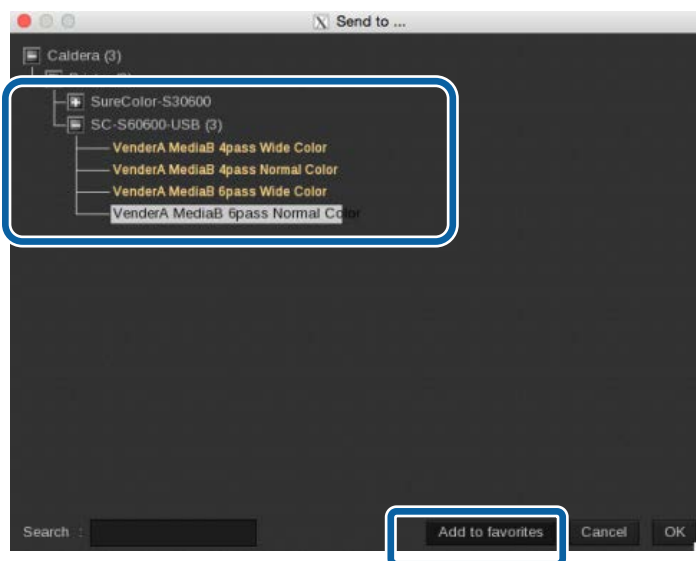 Send to ...
Caldera (3)
SureColor-S30600
SC-S60600-USB (3)
VenderA MediaB 4pass Wide Color
VenderA MediaB 4pass Normal Color
VenderA MediaB 6pass Wide Color
VenderA MediaB 6pass Normal Color
Search :
Add to favorites
Cancel
OK